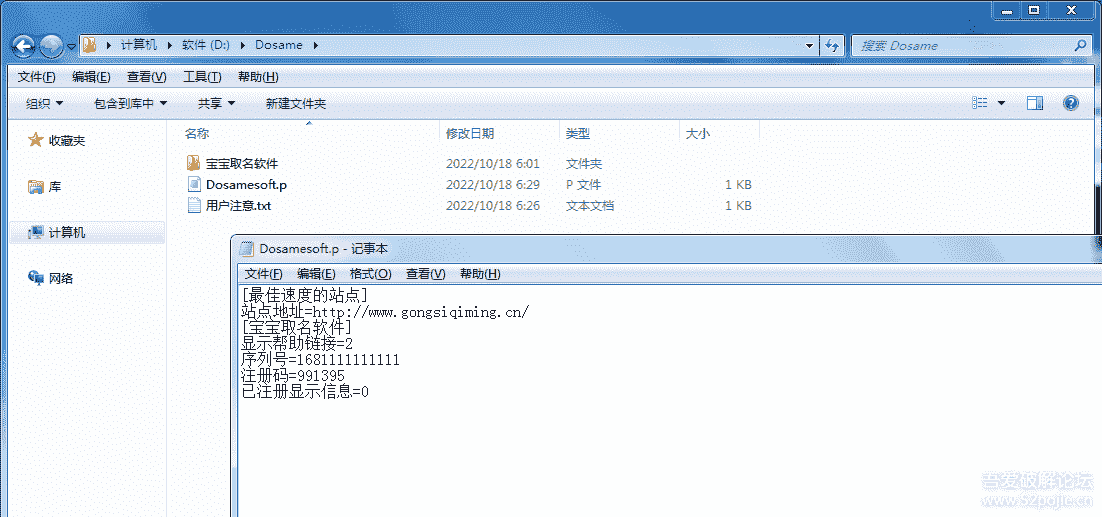 计算机 ▸ 软件 (D:) ▸ Dosame ▸
搜索 Dosame
文件(F) 编辑(E) 查看(V) 工具(T) 帮助(H)
组织 包含到库中 共享 新建文件夹
名称 修改日期 类型 大小
收藏夹
库
计算机
网络
宝宝取名软件 2022/10/18 6:01 文件夹
Dosamesoft.p 2022/10/18 6:29 P 文件 1 KB
用户注意.txt 2022/10/18 6:26 文本文档 1 KB
Dosamesoft.p - 记事本
文件(F) 编辑(E) 格式(O) 查看(V) 帮助(H)
[最佳速度的站点]
站点地址=http://www.gongsiqiming.cn/
[宝宝取名软件]
显示帮助链接=2
序列号=1681111111111
注册码=991395
已注册显示信息=0
吾爱破解论坛
www.52pojie.cn